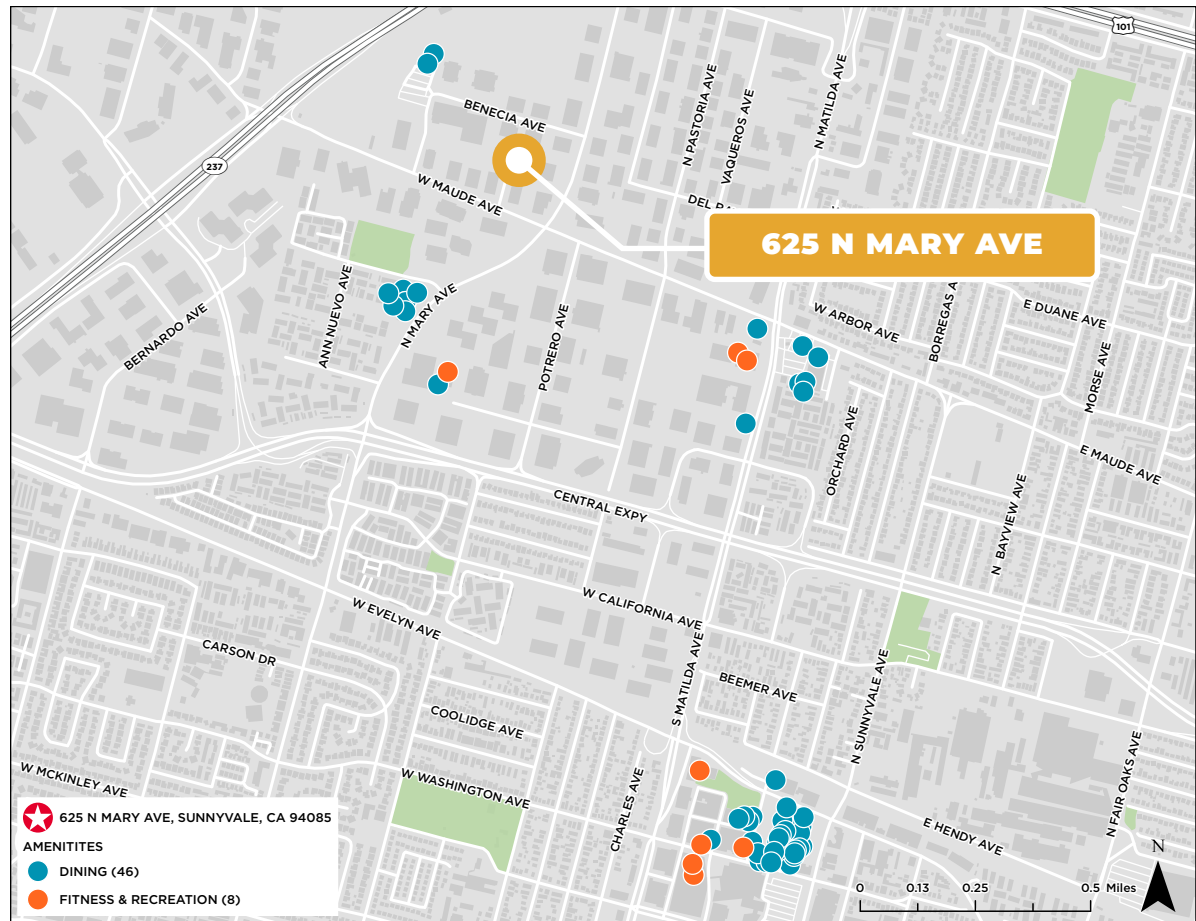 101
BENECIA AVE
N PASTORIA AVE
VAQUEROS AVE
N MATILDA AVE
237
W MAUDE AVE
625 N MARY AVE
ANN NUEVO AVE
N MARY AVE
BERNARDO AVE
POTRERO AVE
W ARBOR AVE
E DUANE AVE
MORSE AVE
ORCHARD AVE
E MAUDE AVE
N BAYVIEW AVE
CENTRAL EXPY
W CALIFORNIA AVE
W EVELYN AVE
CARSON DR
S MATILDA AVE
BEEMER AVE
N SUNNYVALE AVE
COOLIDGE AVE
W WASHINGTON AVE
W MCKINLEY AVE
CHARLES AVE
N FAIR OAKS AVE
E HENDY AVE
625 N MARY AVE, SUNNYVALE, CA 94085
AMENITITES
DINING (46)
FITNESS & RECREATION (8)
N
0 0.13 0.25 0.5 Miles